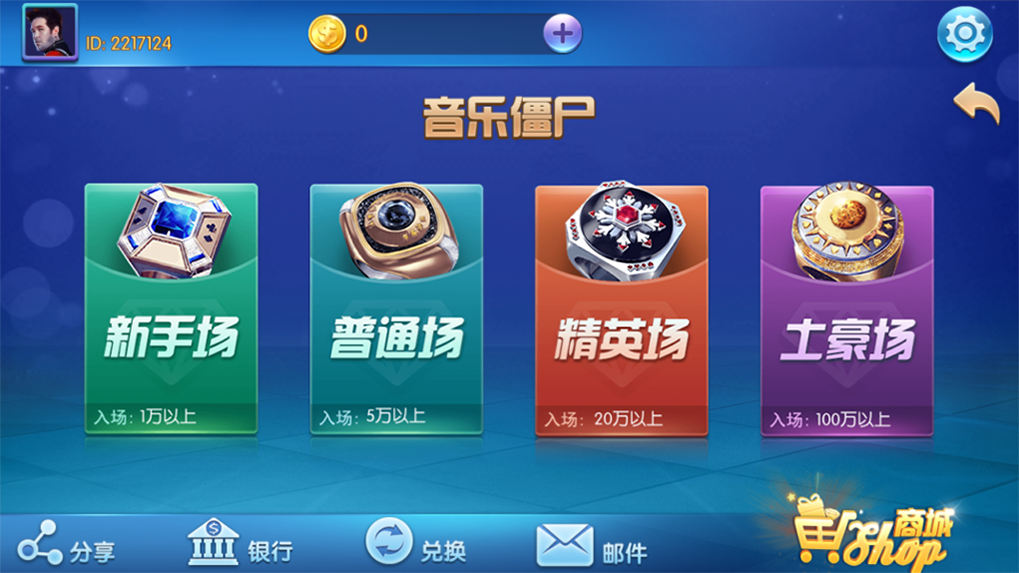 ID: 2217124
0
音乐僵尸
新手场
入场: 1万以上
普通场
入场: 5万以上
精英场
入场: 20万以上
土豪场
入场: 100万以上
分享
银行
兑换
邮件
商城
Shop